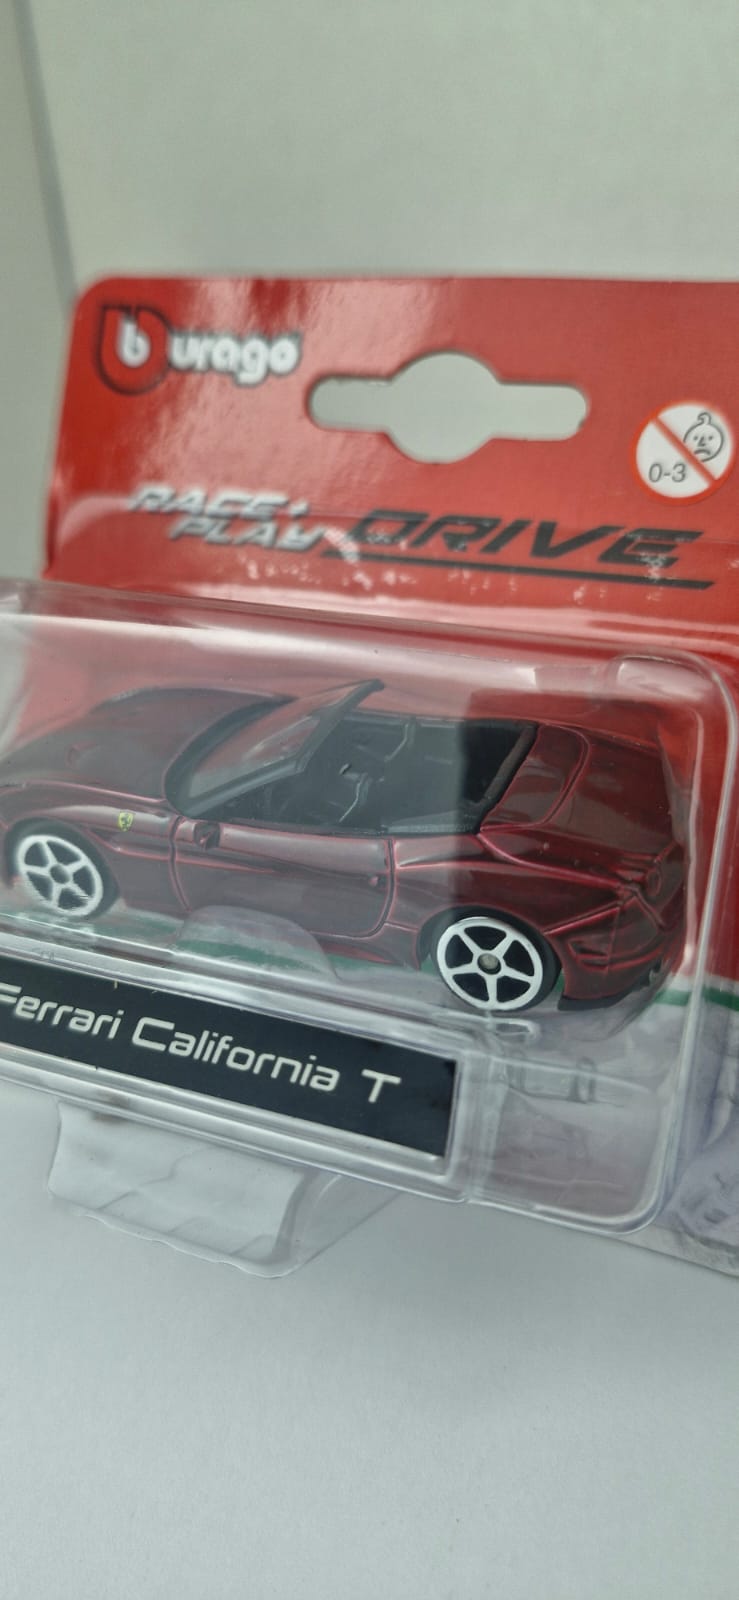 burago
0-3
RACE+
PLAY DRIVE
Ferrari California T